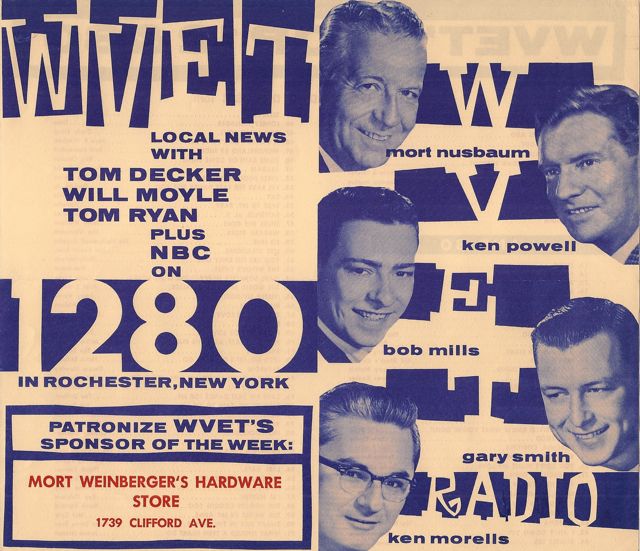 WVET
LOCAL NEWS
WITH
TOM DECKER
WILL MOYLE
TOM RYAN
PLUS
NBC
ON
1280
IN ROCHESTER, NEW YORK
PATRONIZE WVET'S
SPONSOR OF THE WEEK:
MORT WEINBERGER'S HARDWARE
STORE
1739 CLIFFORD AVE.
W
mort nusbaum
V
ken powell
E
bob mills
T
gary smith
RADIO
ken morells